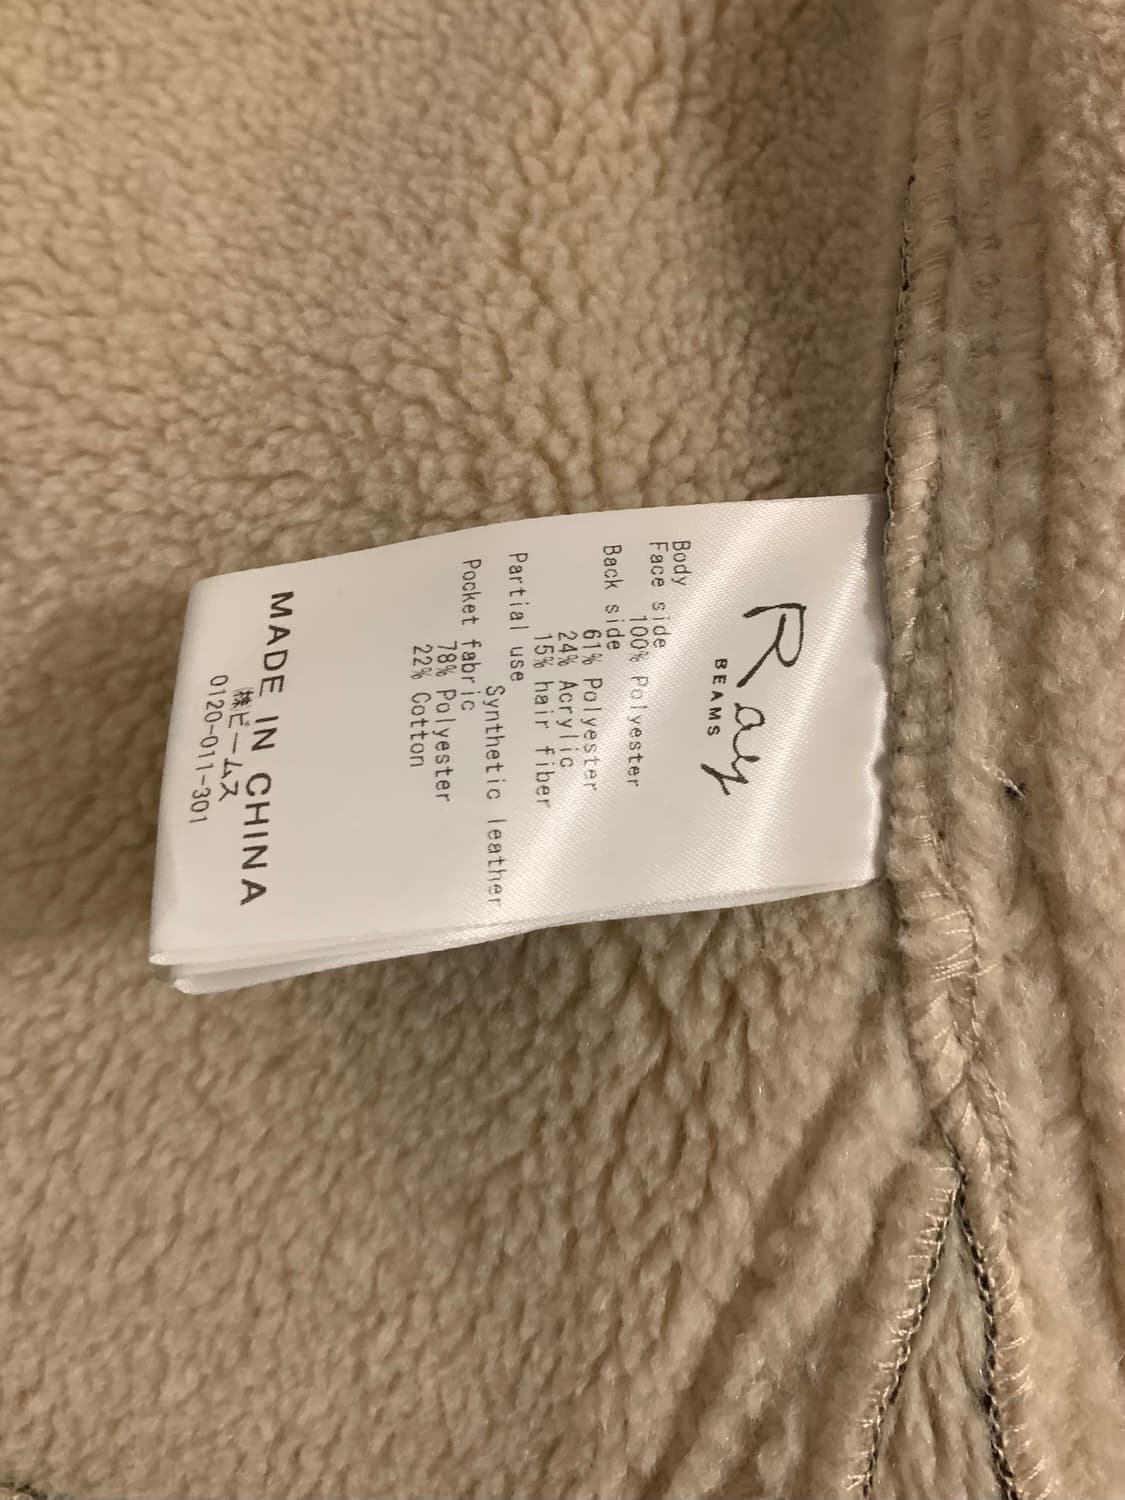 Ray
BEAMS
Body
Face side
100% Polyester
Back side
61% Polyester
24% Acrylic
15% hair fiber
Partial use
Synthetic leather
Pocket fabric
78% Polyester
22% Cotton
MADE IN CHINA
㈱ビームス
0120-011-301